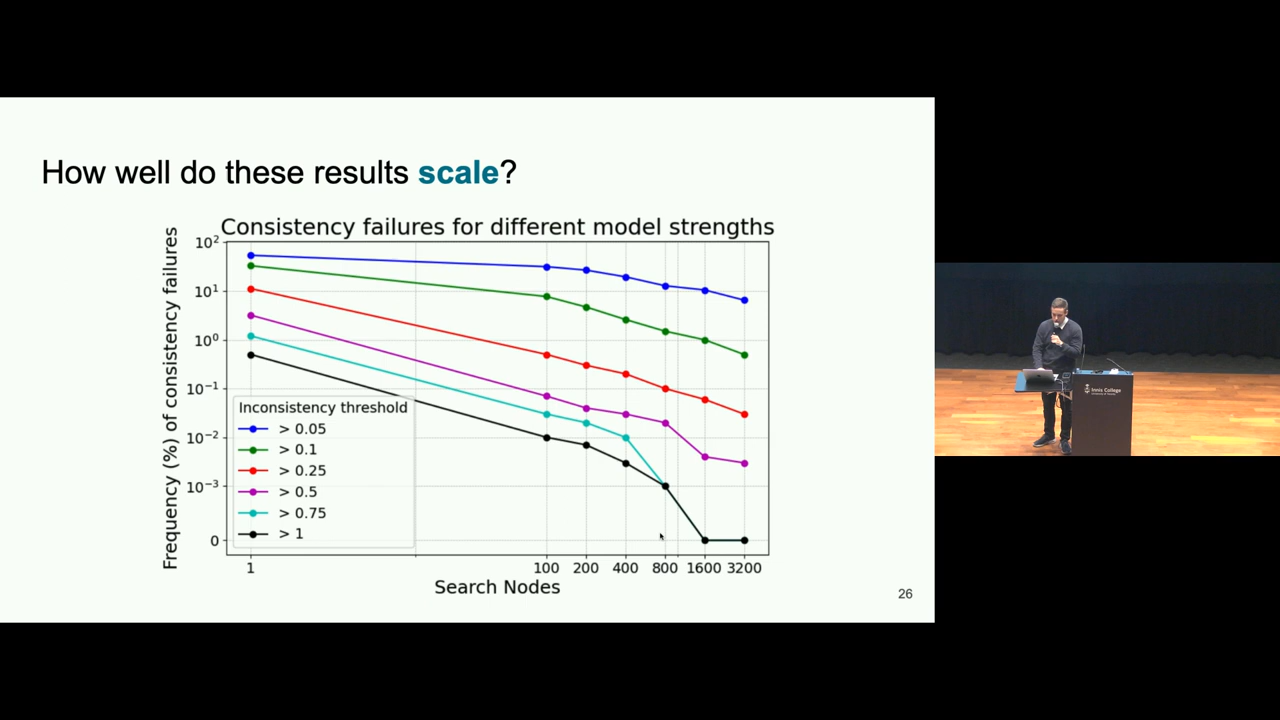 How well do these results scale?
Consistency failures for different model strengths
Frequency (%) of consistency failures
10²
10¹
10⁰
10⁻¹
10⁻²
10⁻³
0
Inconsistency threshold
> 0.05
> 0.1
> 0.25
> 0.5
> 0.75
> 1
1 100 200 400 800 1600 3200
Search Nodes
26
Innis College